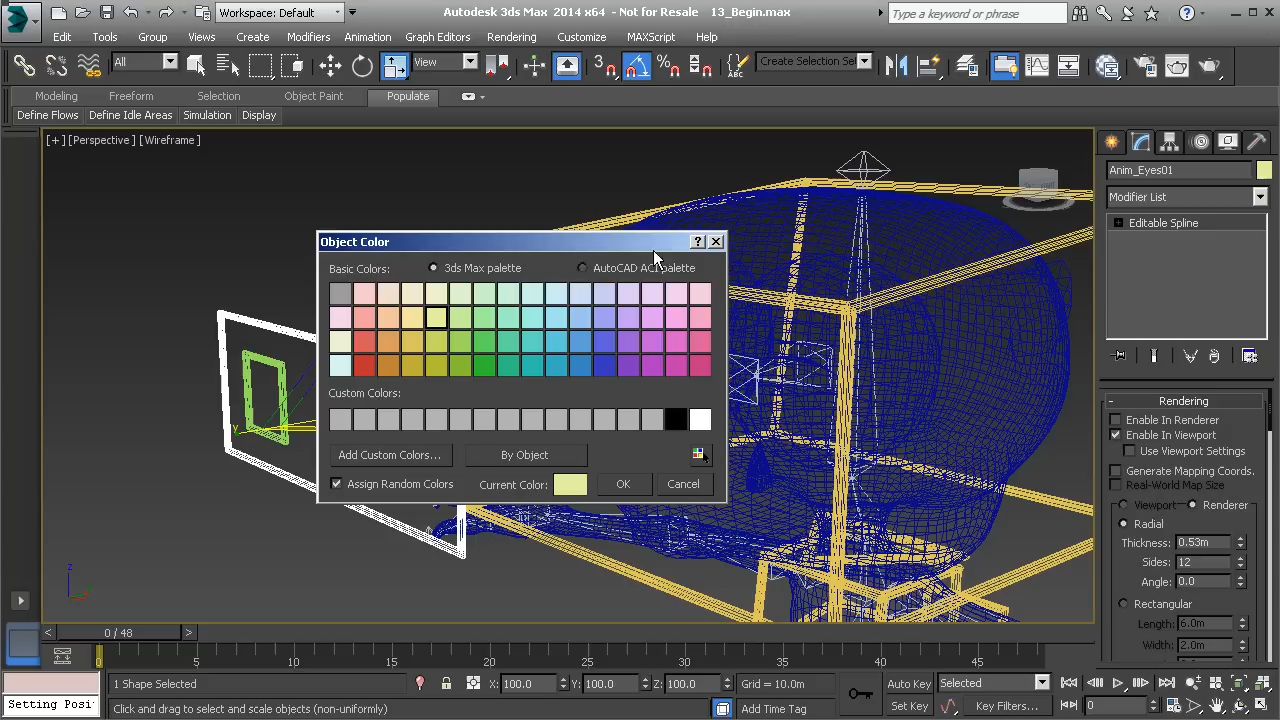 Workspace: Default
Autodesk 3ds Max 2014 x64 - Not for Resale 13_Begin.max
Type a keyword or phrase
Edit Tools Group Views Create Modifiers Animation Graph Editors Rendering Customize MAXScript Help
All View 3 Create Selection Se
Modeling Freeform Selection Object Paint Populate
Define Flows Define Idle Areas Simulation Display
[+] [Perspective ] [Wireframe ]
Anim_Eyes01
Modifier List
Editable Spline
Object Color
Basic Colors: 3ds Max palette AutoCAD ACI palette
Custom Colors:
Add Custom Colors... By Object
Assign Random Colors Current Color: OK Cancel
Y
z
- Rendering
Enable In Renderer
Enable In Viewport
Use Viewport Settings
Generate Mapping Coords.
Real-World Map Size
Viewport Renderer
Radial
Thickness: 0.53m
Sides: 12
Angle: 0.0
Rectangular
Length: 6.0m
Width: 2.0m
< 0 / 48 >
0 5 10 15 20 25 30 35 40 45
1 Shape Selected X: 100.0 Y: 100.0 Z: 100.0 Grid = 10.0m Auto Key Selected
Setting Posi Click and drag to select and scale objects (non-uniformly) Add Time Tag Set Key Key Filters... 0